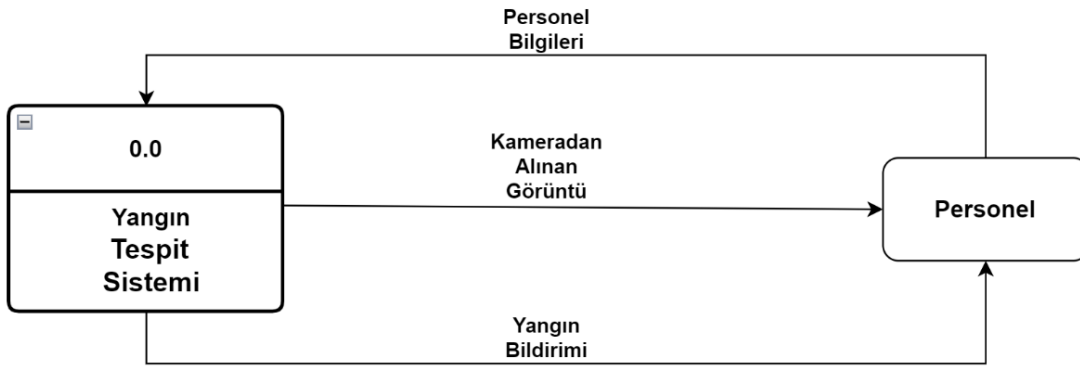 Personel
Bilgileri
0.0
Yangın
Tespit
Sistemi
Kameradan
Alınan
Görüntü
Personel
Yangın
Bildirimi